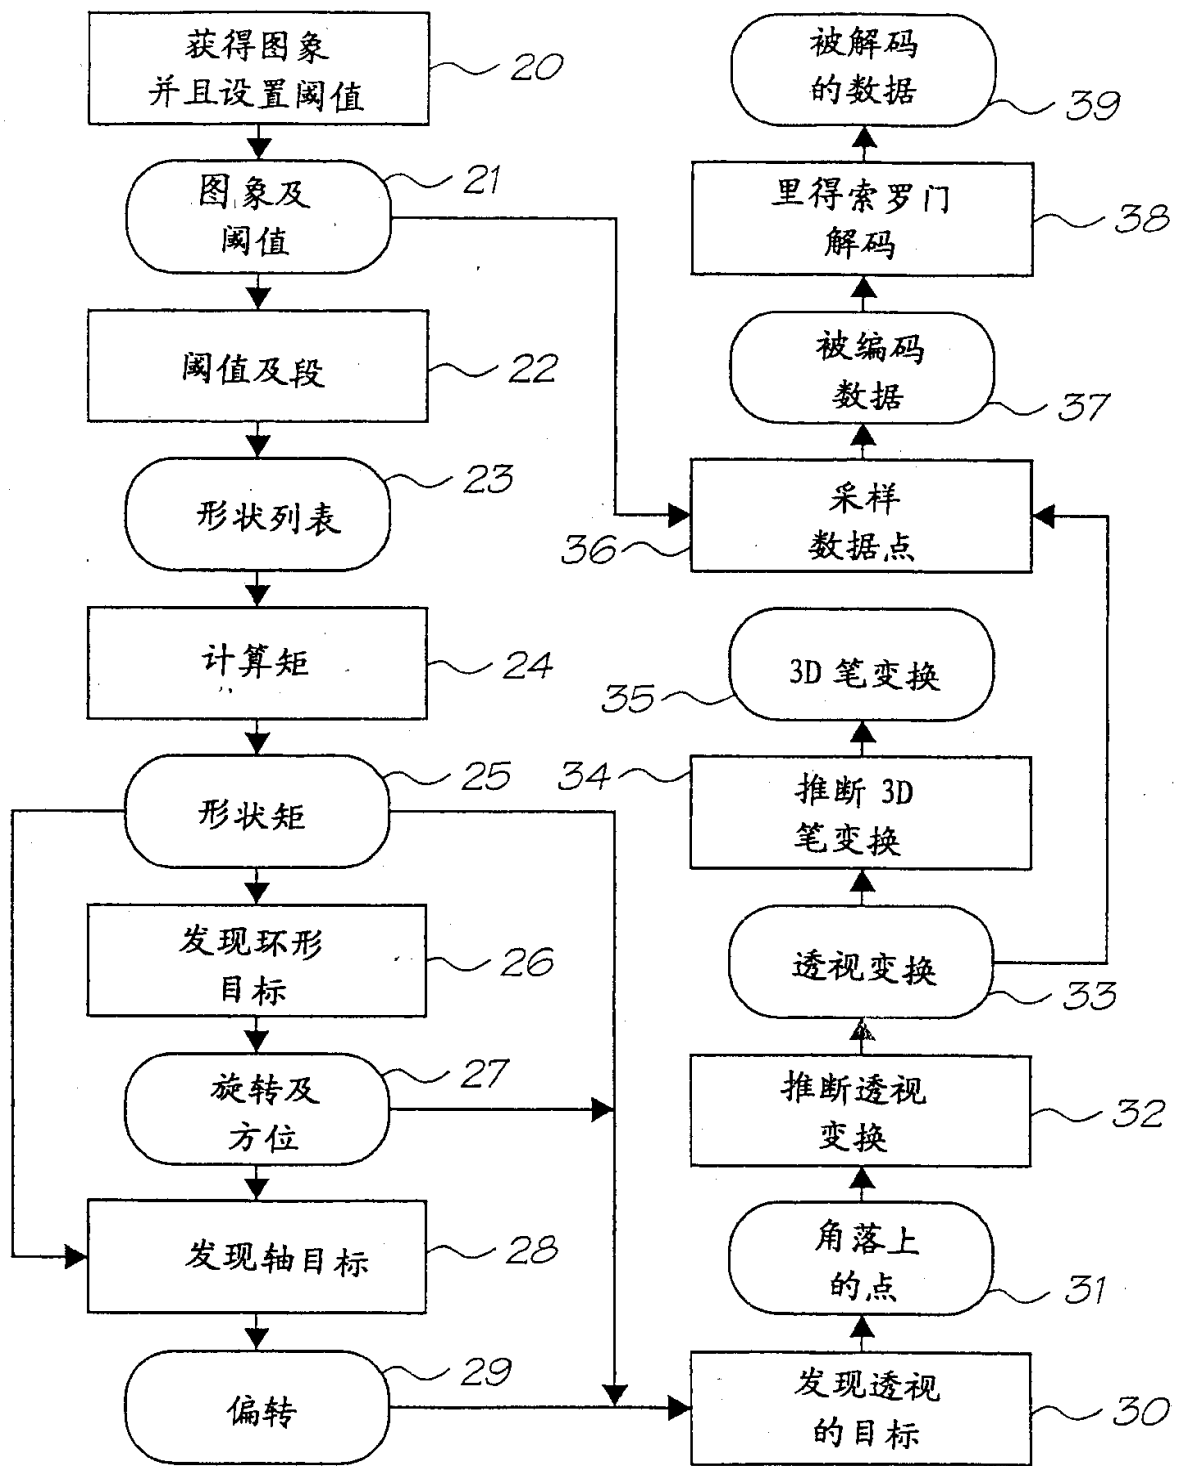 获得图象
并且设置阈值
20
图象及
阈值
21
阈值及段
22
形状列表
23
计算矩
24
形状矩
25
发现环形
目标
26
旋转及
方位
27
发现轴目标
28
偏转
29
被解码
的数据
39
里得索罗门
解码
38
被编码
数据
37
采样
数据点
36
3D 笔变换
35
推断 3D
笔变换
34
透视变换
33
推断透视
变换
32
角落上
的点
31
发现透视
的目标
30